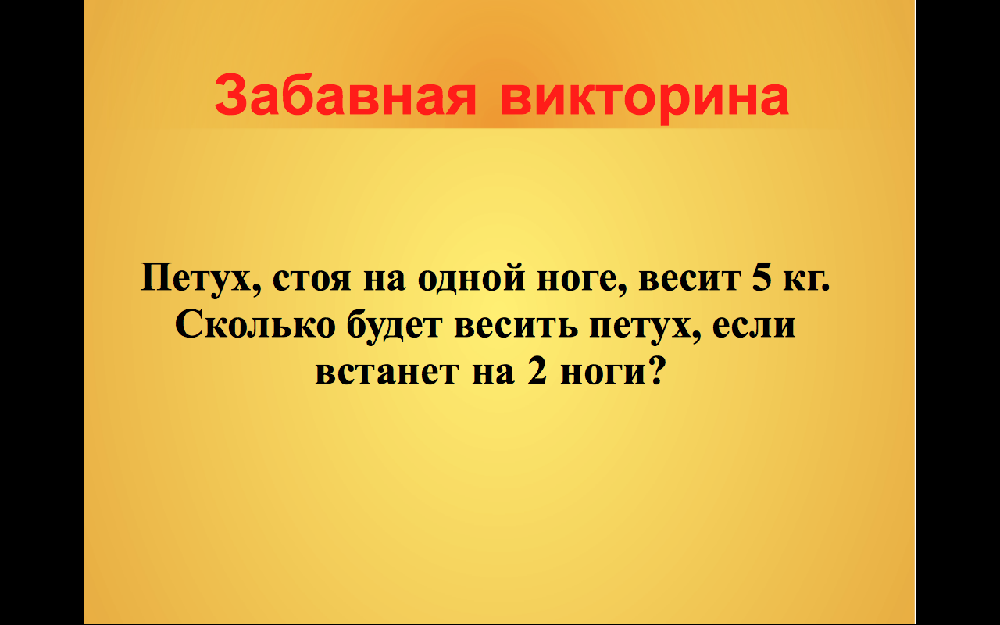 Забавная викторина
Петух, стоя на одной ноге, весит 5 кг.
Сколько будет весить петух, если
встанет на 2 ноги?